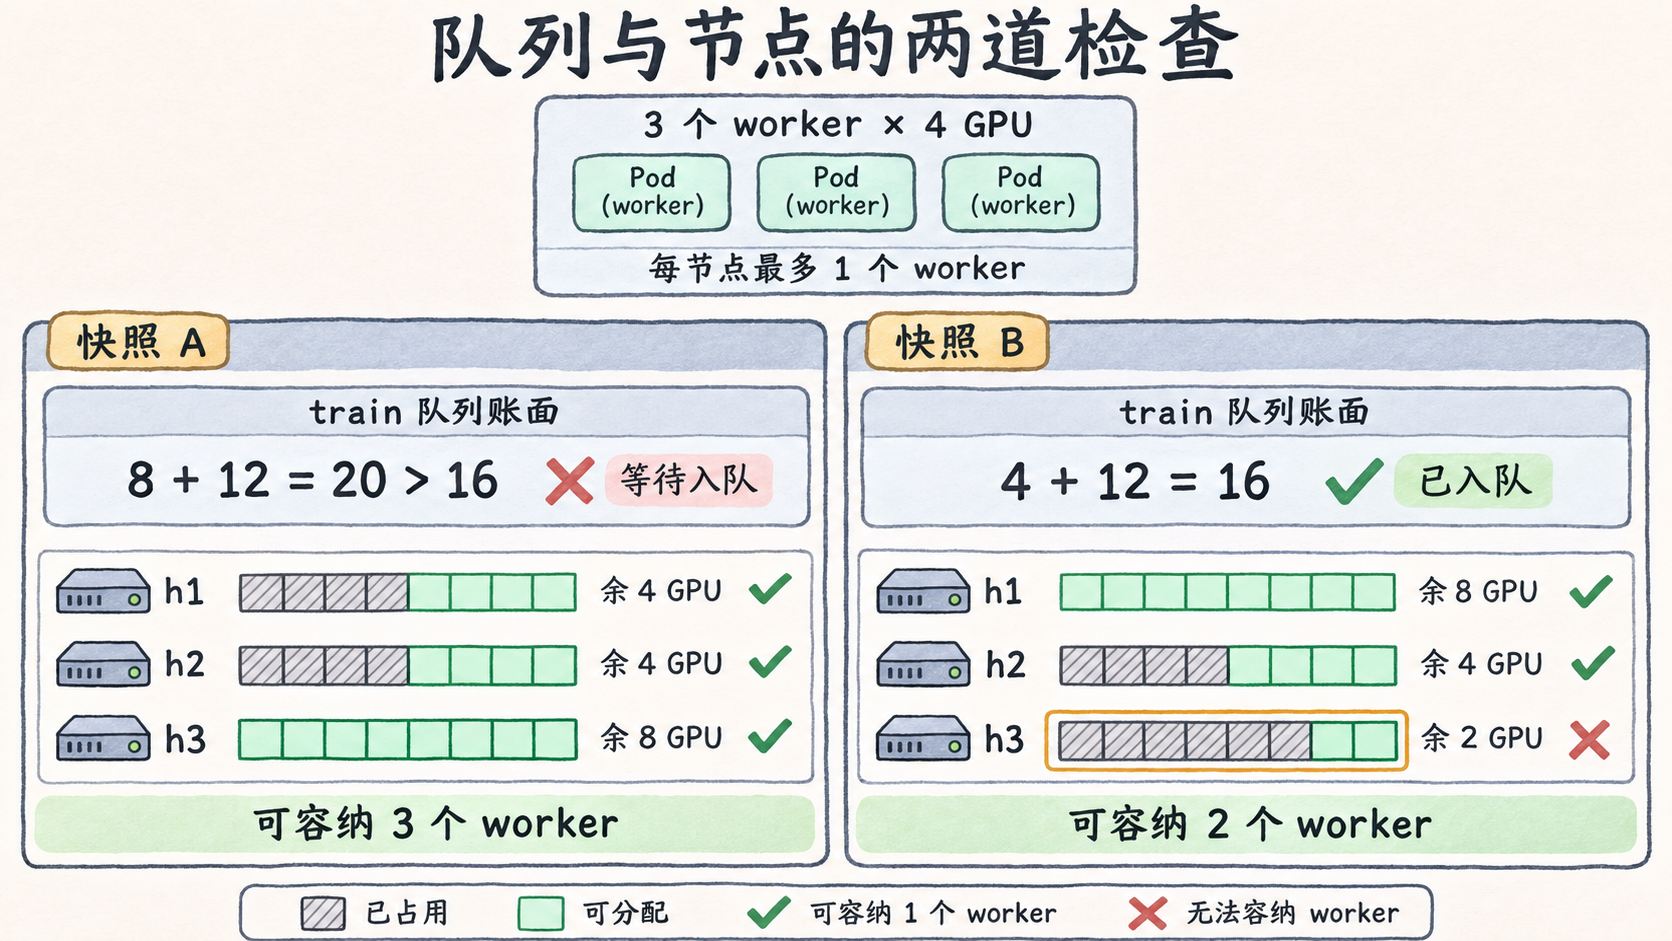 队列与节点的两道检查
3 个 worker × 4 GPU
Pod
(worker)
Pod
(worker)
Pod
(worker)
每节点最多 1 个 worker
快照 A
train 队列账面
8 + 12 = 20 > 16
等待入队
h1
余 4 GPU
h2
余 4 GPU
h3
余 8 GPU
可容纳 3 个 worker
快照 B
train 队列账面
4 + 12 = 16
已入队
h1
余 8 GPU
h2
余 4 GPU
h3
余 2 GPU
可容纳 2 个 worker
已占用
可分配
可容纳 1 个 worker
无法容纳 worker